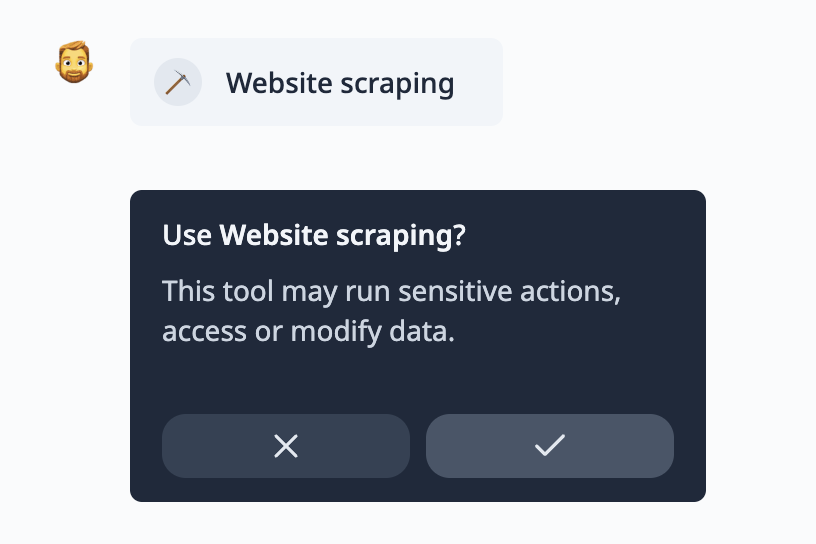 Website scraping
Use Website scraping?
This tool may run sensitive actions,
access or modify data.